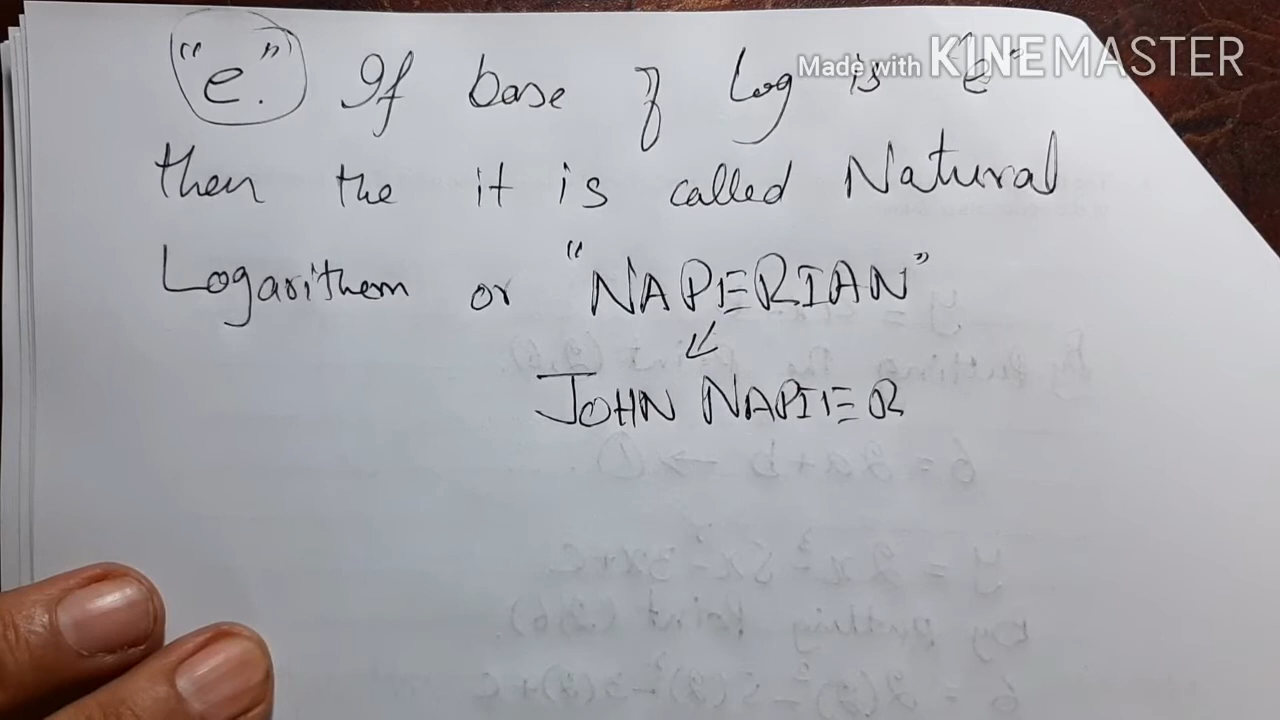 "e." If base of Log is "e"
then the it is called Natural
Logarithem or "NAPERIAN"
JOHN NAPIER
Made with KINEMASTER